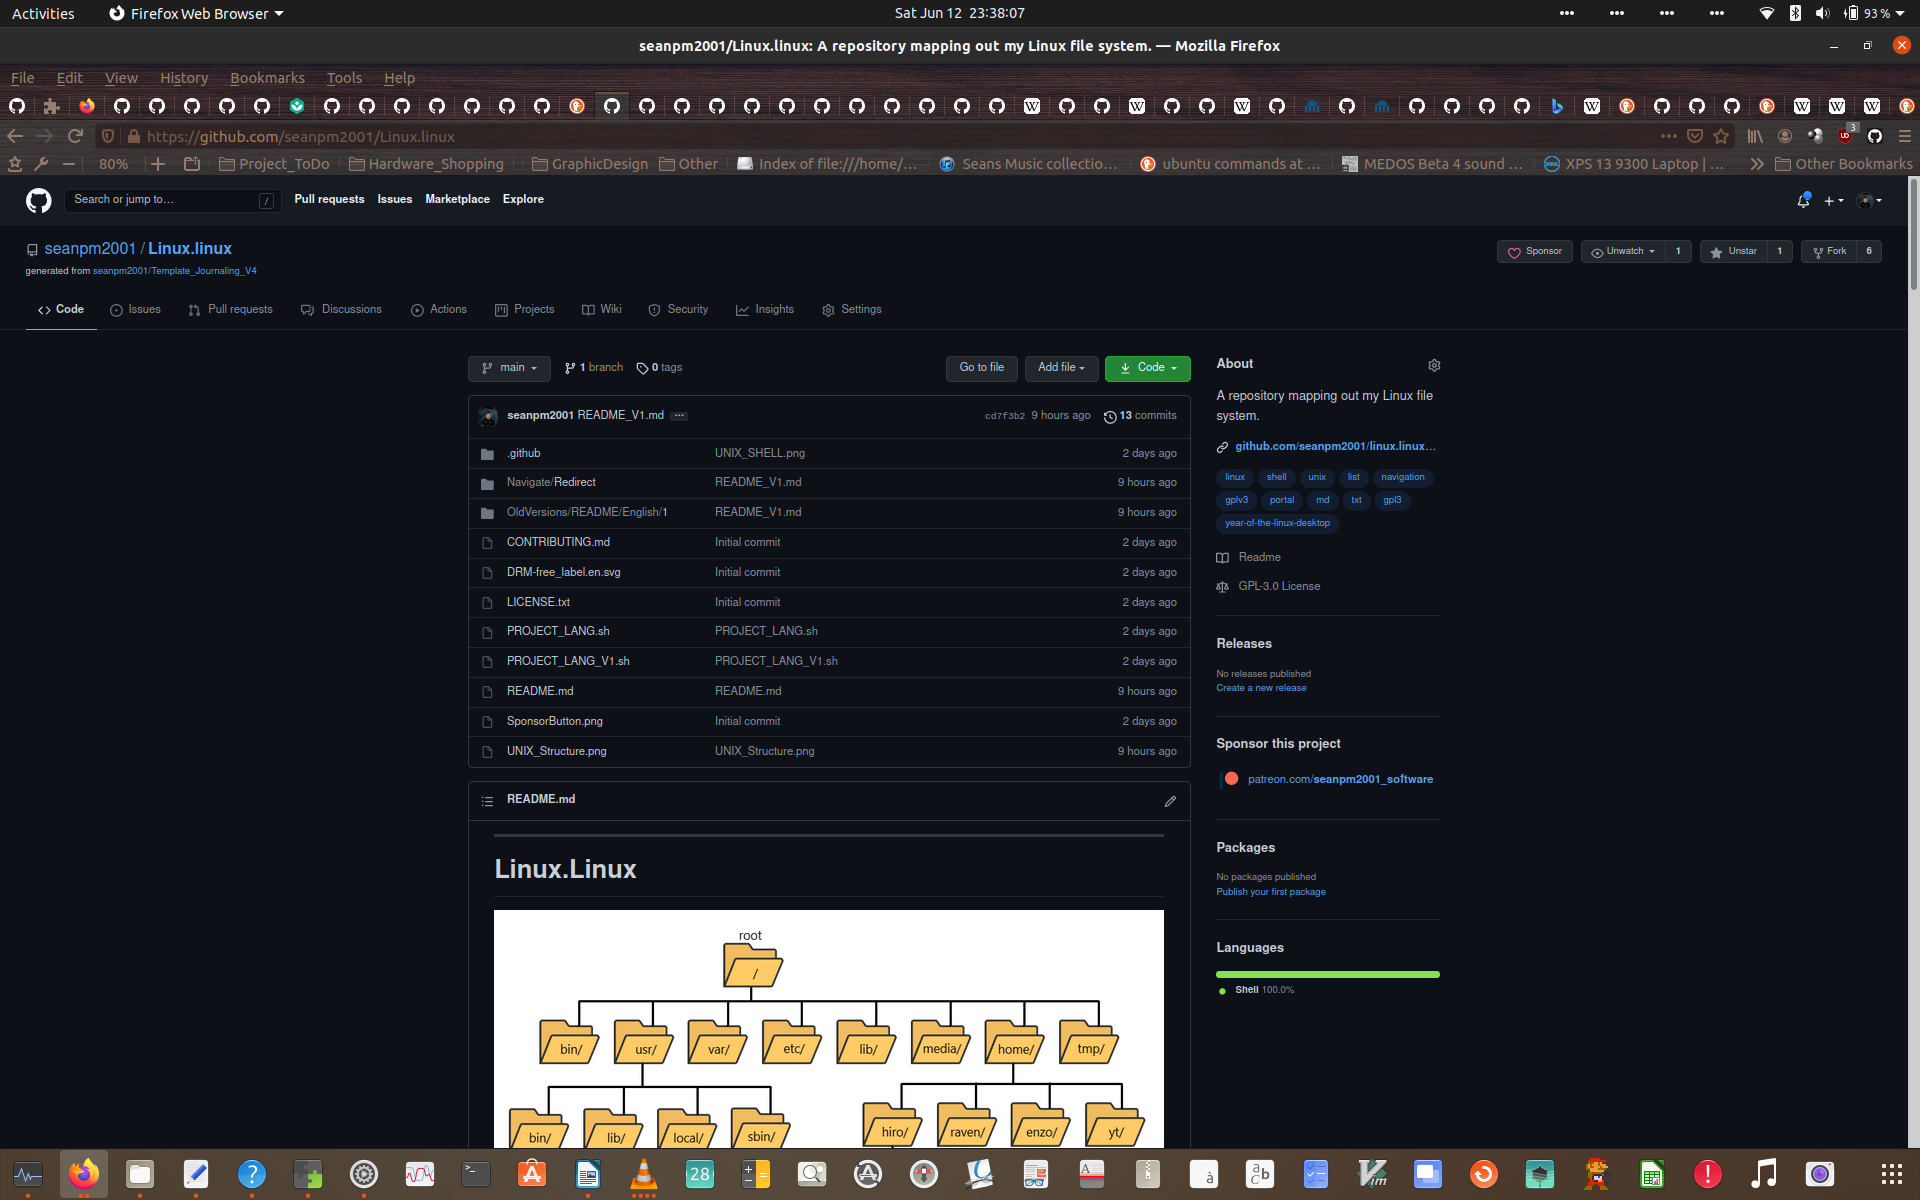 Activities Firefox Web Browser Sat Jun 12 23:38:07 93 %
seanpm2001/Linux.linux: A repository mapping out my Linux file system. — Mozilla Firefox
File Edit View History Bookmarks Tools Help
https://github.com/seanpm2001/Linux.linux 3
80% Project_ToDo Hardware_Shopping GraphicDesign Other Index of file:///home/... Seans Music collectio... ubuntu commands at ... MEDOS Beta 4 sound ... XPS 13 9300 Laptop | ... Other Bookmarks
Search or jump to... / Pull requests Issues Marketplace Explore
seanpm2001 / Linux.linux Sponsor Unwatch 1 Unstar 1 Fork 6
generated from seanpm2001/Template_Journaling_V4
Code Issues Pull requests Discussions Actions Projects Wiki Security Insights Settings
main 1 branch 0 tags Go to file Add file Code
seanpm2001 README_V1.md ... cd7f3b2 9 hours ago 13 commits
.github UNIX_SHELL.png 2 days ago
Navigate/Redirect README_V1.md 9 hours ago
OldVersions/README/English/1 README_V1.md 9 hours ago
CONTRIBUTING.md Initial commit 2 days ago
DRM-free_label.en.svg Initial commit 2 days ago
LICENSE.txt Initial commit 2 days ago
PROJECT_LANG.sh PROJECT_LANG.sh 2 days ago
PROJECT_LANG_V1.sh PROJECT_LANG_V1.sh 2 days ago
README.md README.md 9 hours ago
SponsorButton.png Initial commit 2 days ago
UNIX_Structure.png UNIX_Structure.png 9 hours ago
README.md
Linux.Linux
root
/
bin/ usr/ var/ etc/ lib/ media/ home/ tmp/
bin/ lib/ local/ sbin/ hiro/ raven/ enzo/ yt/
About
A repository mapping out my Linux file
system.
github.com/seanpm2001/linux.linux...
linux shell unix list navigation
gplv3 portal md txt gpl3
year-of-the-linux-desktop
Readme
GPL-3.0 License
Releases
No releases published
Create a new release
Sponsor this project
patreon.com/seanpm2001_software
Packages
No packages published
Publish your first package
Languages
Shell 100.0%
28